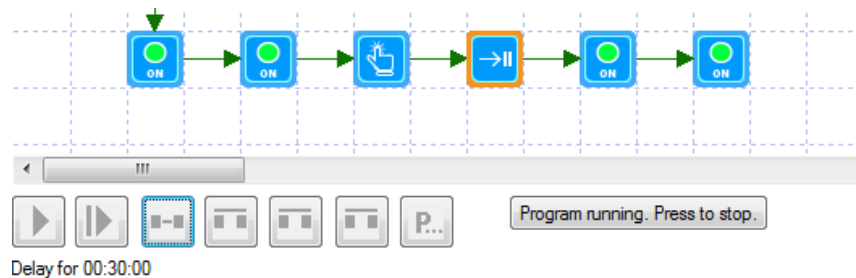 ON ON ON ON
P...
Program running. Press to stop.
Delay for 00:30:00